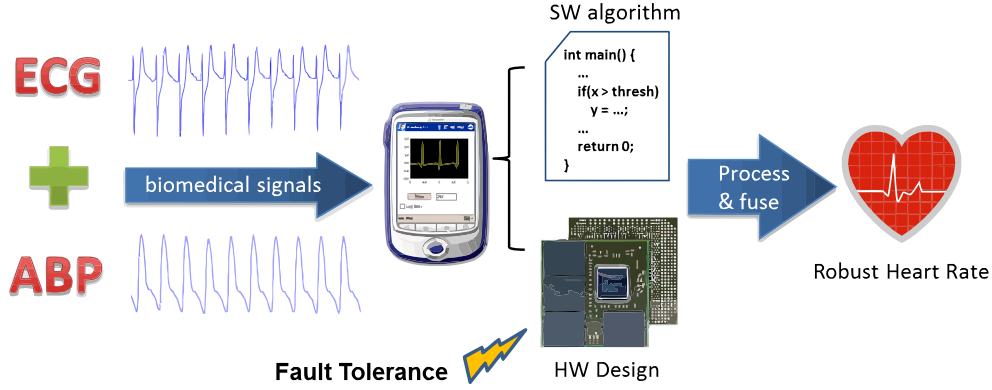 SW algorithm
ECG
int main() {
...
if(x > thresh)
y = ...;
...
return 0;
}
biomedical signals
Process
& fuse
ABP
Robust Heart Rate
Fault Tolerance
HW Design